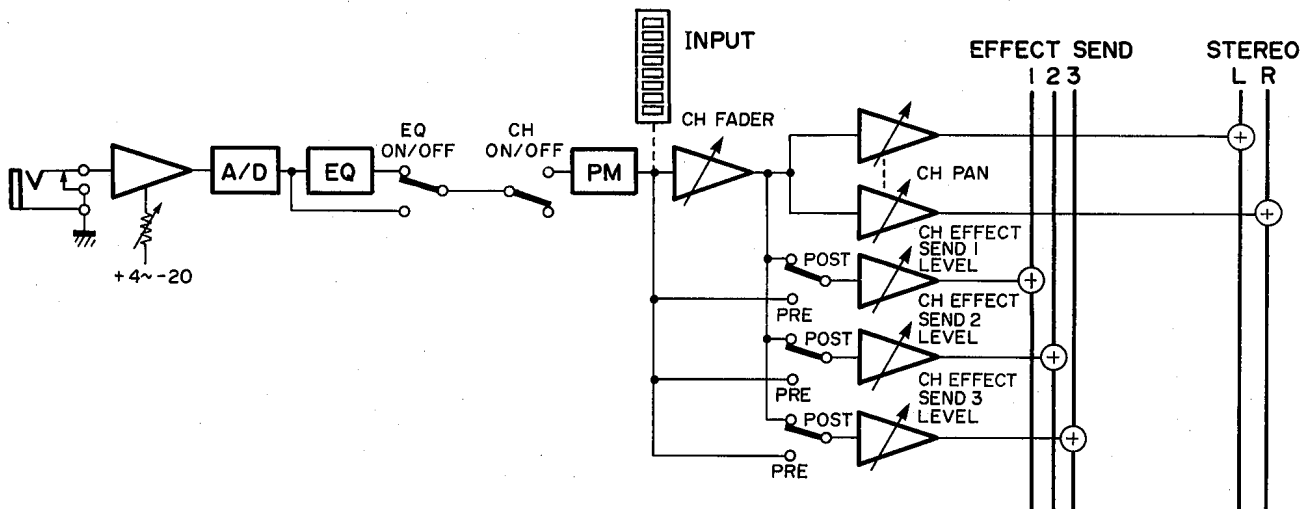 INPUT
EFFECT SEND
1 2 3
STEREO
L R
EQ
ON/OFF
CH
ON/OFF
CH FADER
A/D
EQ
PM
CH PAN
+4~-20
CH EFFECT
SEND 1
LEVEL
POST
PRE
CH EFFECT
SEND 2
LEVEL
POST
PRE
CH EFFECT
SEND 3
LEVEL
POST
PRE